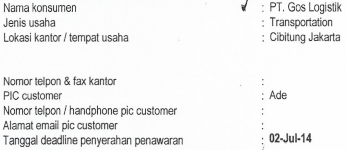 Nama konsumen : PT. Gos Logistik
Jenis usaha : Transportation
Lokasi kantor / tempat usaha : Cibitung Jakarta
Nomor telpon & fax kantor :
PIC customer : Ade
Nomor telpon / handphone pic customer :
Alamat email pic customer :
Tanggal deadline penyerahan penawaran : 02-Jul-14